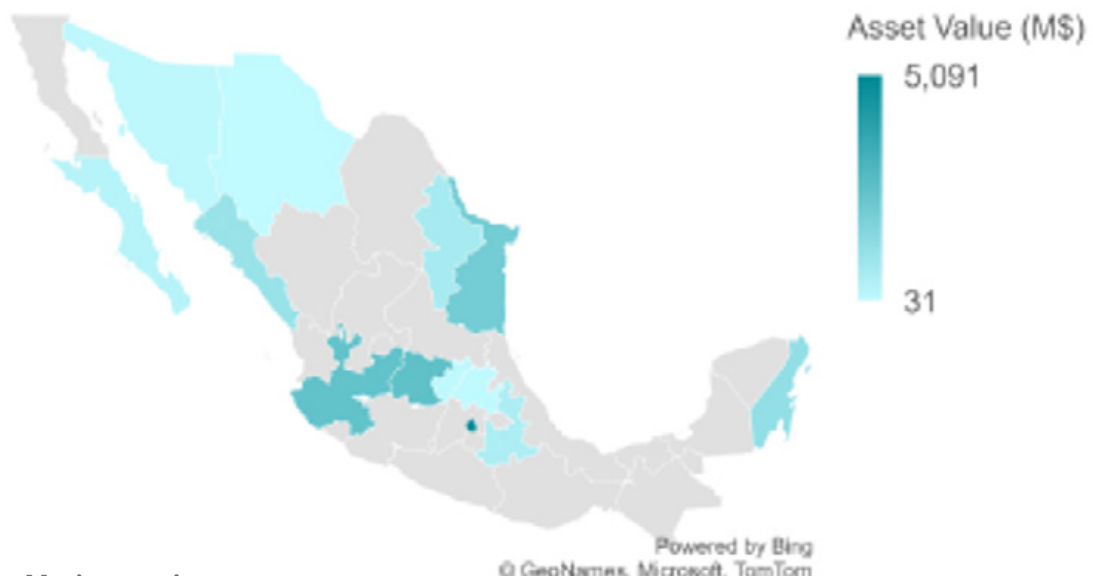 Asset Value (M$)
5,091
31
Powered by Bing
© GeoNames, Microsoft, TomTom